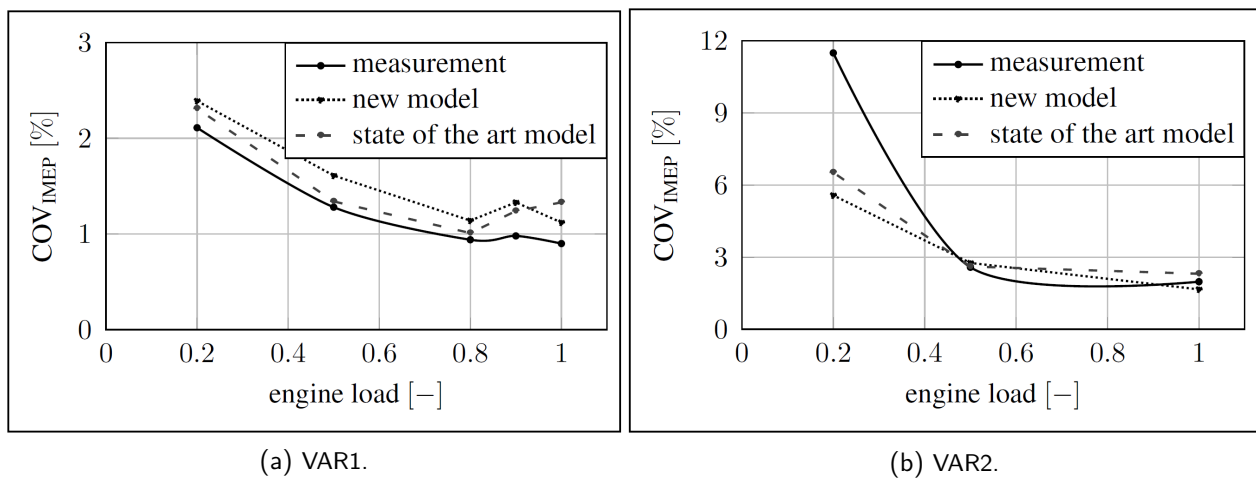 3
2
1
0
COV_IMEP [%]
measurement
new model
state of the art model
0 0.2 0.4 0.6 0.8 1
engine load [−]
(a) VAR1.
12
9
6
3
0
COV_IMEP [%]
measurement
new model
state of the art model
0 0.2 0.4 0.6 0.8 1
engine load [−]
(b) VAR2.